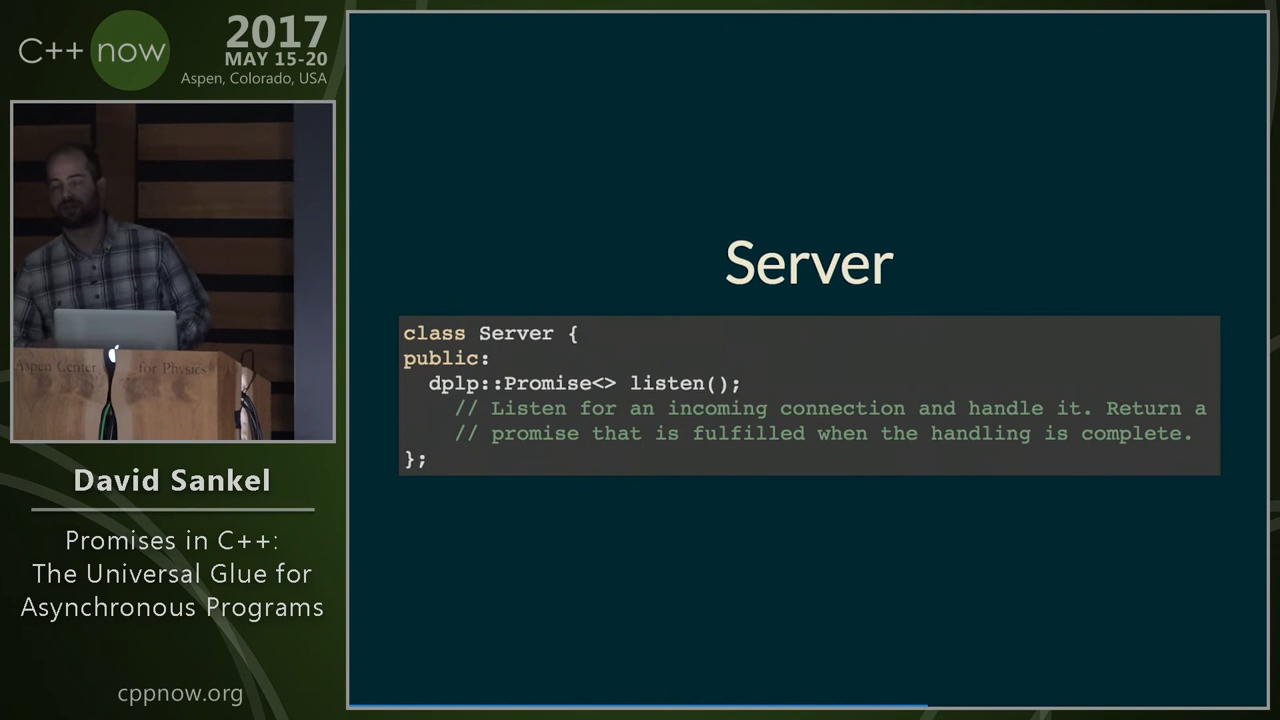 C++ now
2017
MAY 15-20
Aspen, Colorado, USA
Aspen Center for Physics
David Sankel
Promises in C++:
The Universal Glue for
Asynchronous Programs
cppnow.org
Server
class Server {
public:
  dplp::Promise<> listen();
    // Listen for an incoming connection and handle it. Return a
    // promise that is fulfilled when the handling is complete.
};